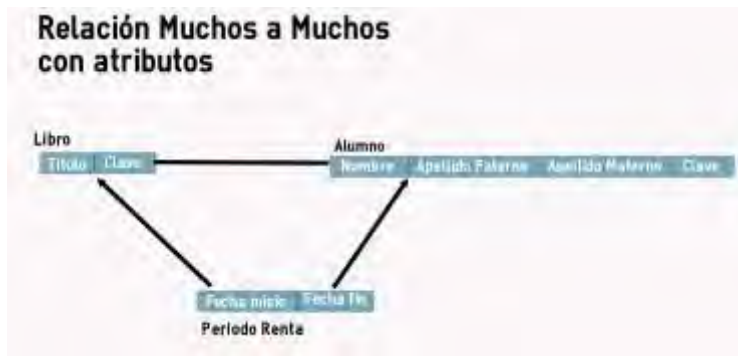 Relación Muchos a Muchos
con atributos
Libro
Titulo Clave
Alumno
Nombre Apellido Paterno Apellido Materno Clave
Fecha inicio Fecha fin
Periodo Renta